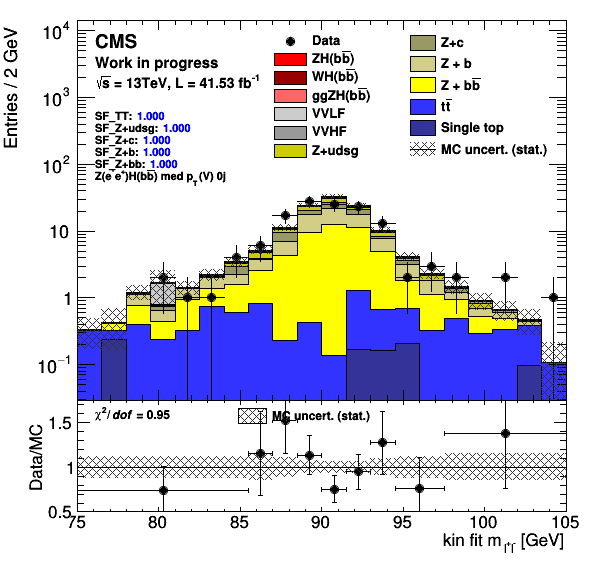 Entries / 2 GeV
10⁴
10³
10²
10
1
10⁻¹
CMS
Work in progress
√s = 13TeV, L = 41.53 fb⁻¹
SF_TT: 1.000
SF_Z+udsg: 1.000
SF_Z+c: 1.000
SF_Z+b: 1.000
SF_Z+bb: 1.000
Z(e⁺e⁻)H(bb̅) med p_T(V) 0j
Data
ZH(bb̅)
WH(bb̅)
ggZH(bb̅)
VVLF
VVHF
Z+udsg
Z+c
Z + b
Z + bb̅
tt̅
Single top
MC uncert. (stat.)
Data/MC
1.5
1
0.5
χ²/dof = 0.95
MC uncert. (stat.)
75 80 85 90 95 100 105
kin fit m_l⁺l⁻ [GeV]